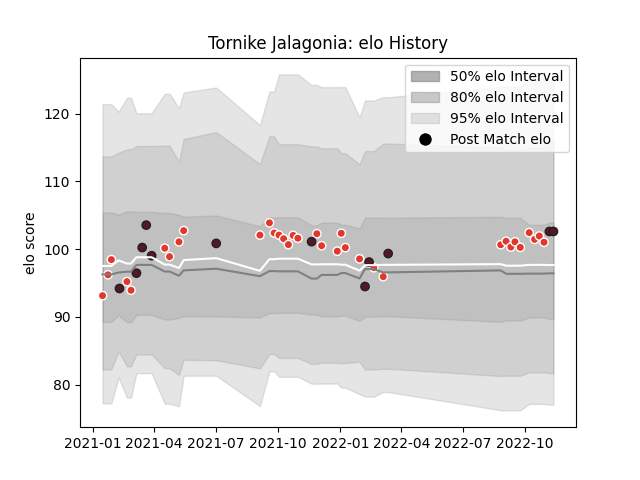 Tornike Jalagonia: elo History
50% elo Interval
80% elo Interval
95% elo Interval
Post Match elo
elo score
120
110
100
90
80
2021-01 2021-04 2021-07 2021-10 2022-01 2022-04 2022-07 2022-10